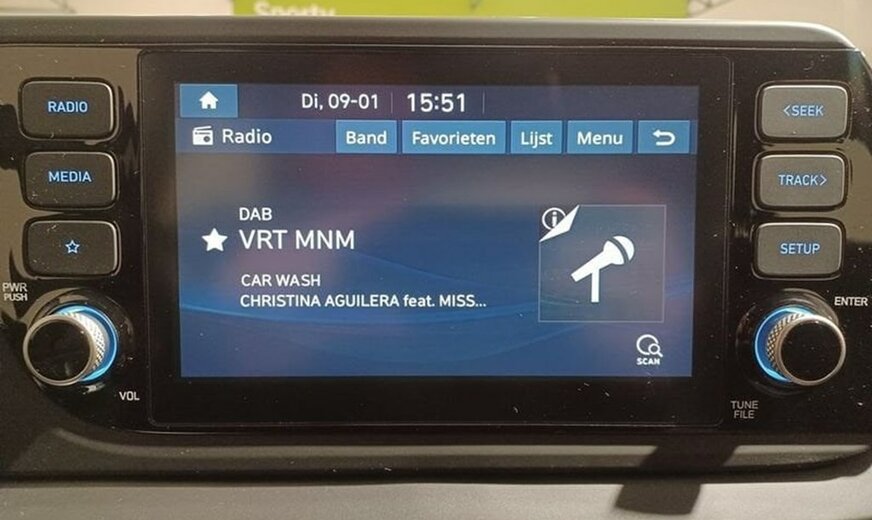 Sporty
RADIO
MEDIA
PWR
PUSH
VOL
Di, 09-01 15:51
Radio Band Favorieten Lijst Menu
DAB
VRT MNM
CAR WASH
CHRISTINA AGUILERA feat. MISS...
SCAN
<SEEK
TRACK>
SETUP
ENTER
TUNE
FILE